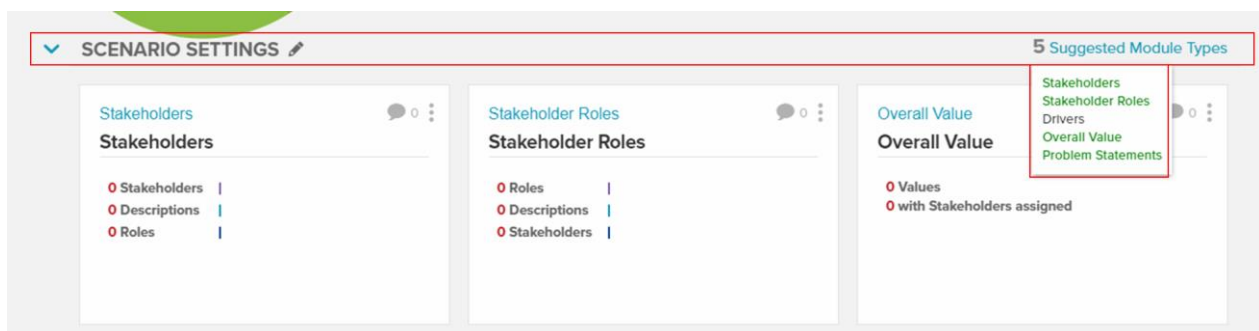 SCENARIO SETTINGS
5 Suggested Module Types
Stakeholders
Stakeholder Roles
Drivers
Overall Value
Problem Statements
Stakeholders 0
Stakeholders
0 Stakeholders
0 Descriptions
0 Roles
Stakeholder Roles 0
Stakeholder Roles
0 Roles
0 Descriptions
0 Stakeholders
Overall Value 0
Overall Value
0 Values
0 with Stakeholders assigned